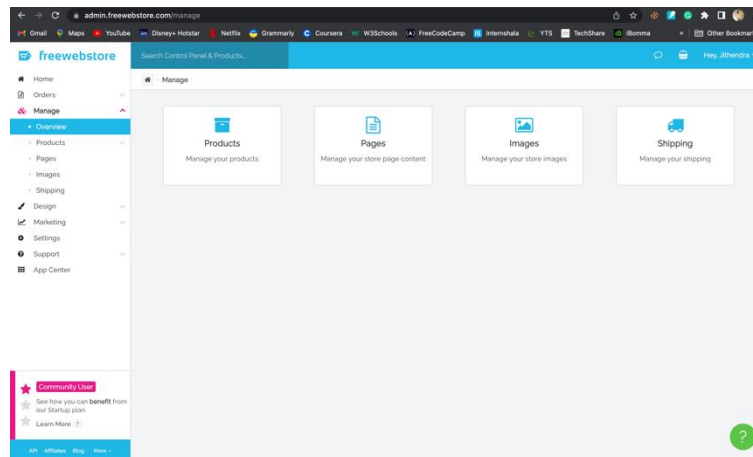 admin.freewebstore.com/manage
Gmail Maps YouTube Disney+ Hotstar Netflix Grammarly Coursera W3Schools FreeCodeCamp Internshala YTS TechShare iBomma » Other Bookmar
freewebstore
Search Control Panel & Products...
Hey, Jithendra
Manage
Home
Orders
Manage
Overview
Products
Pages
Images
Shipping
Design
Marketing
Settings
Support
App Center
Products
Manage your products
Pages
Manage your store page content
Images
Manage your store images
Shipping
Manage your shipping
Community User
See how you can benefit from
our Startup plan.
Learn More ?
API Affiliates Blog More
?